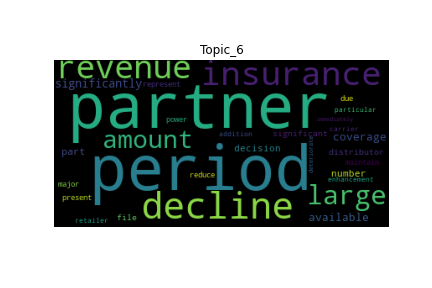 Topic_6
revenue
insurance
significantly
represent
immediately
partner
due
particular
power
amount
addition
significant
carrier
coverage
part
decision
deteriorate
distributor
maintain
period
reduce
number
enhancement
major
present
decline
large
retailer
file
available